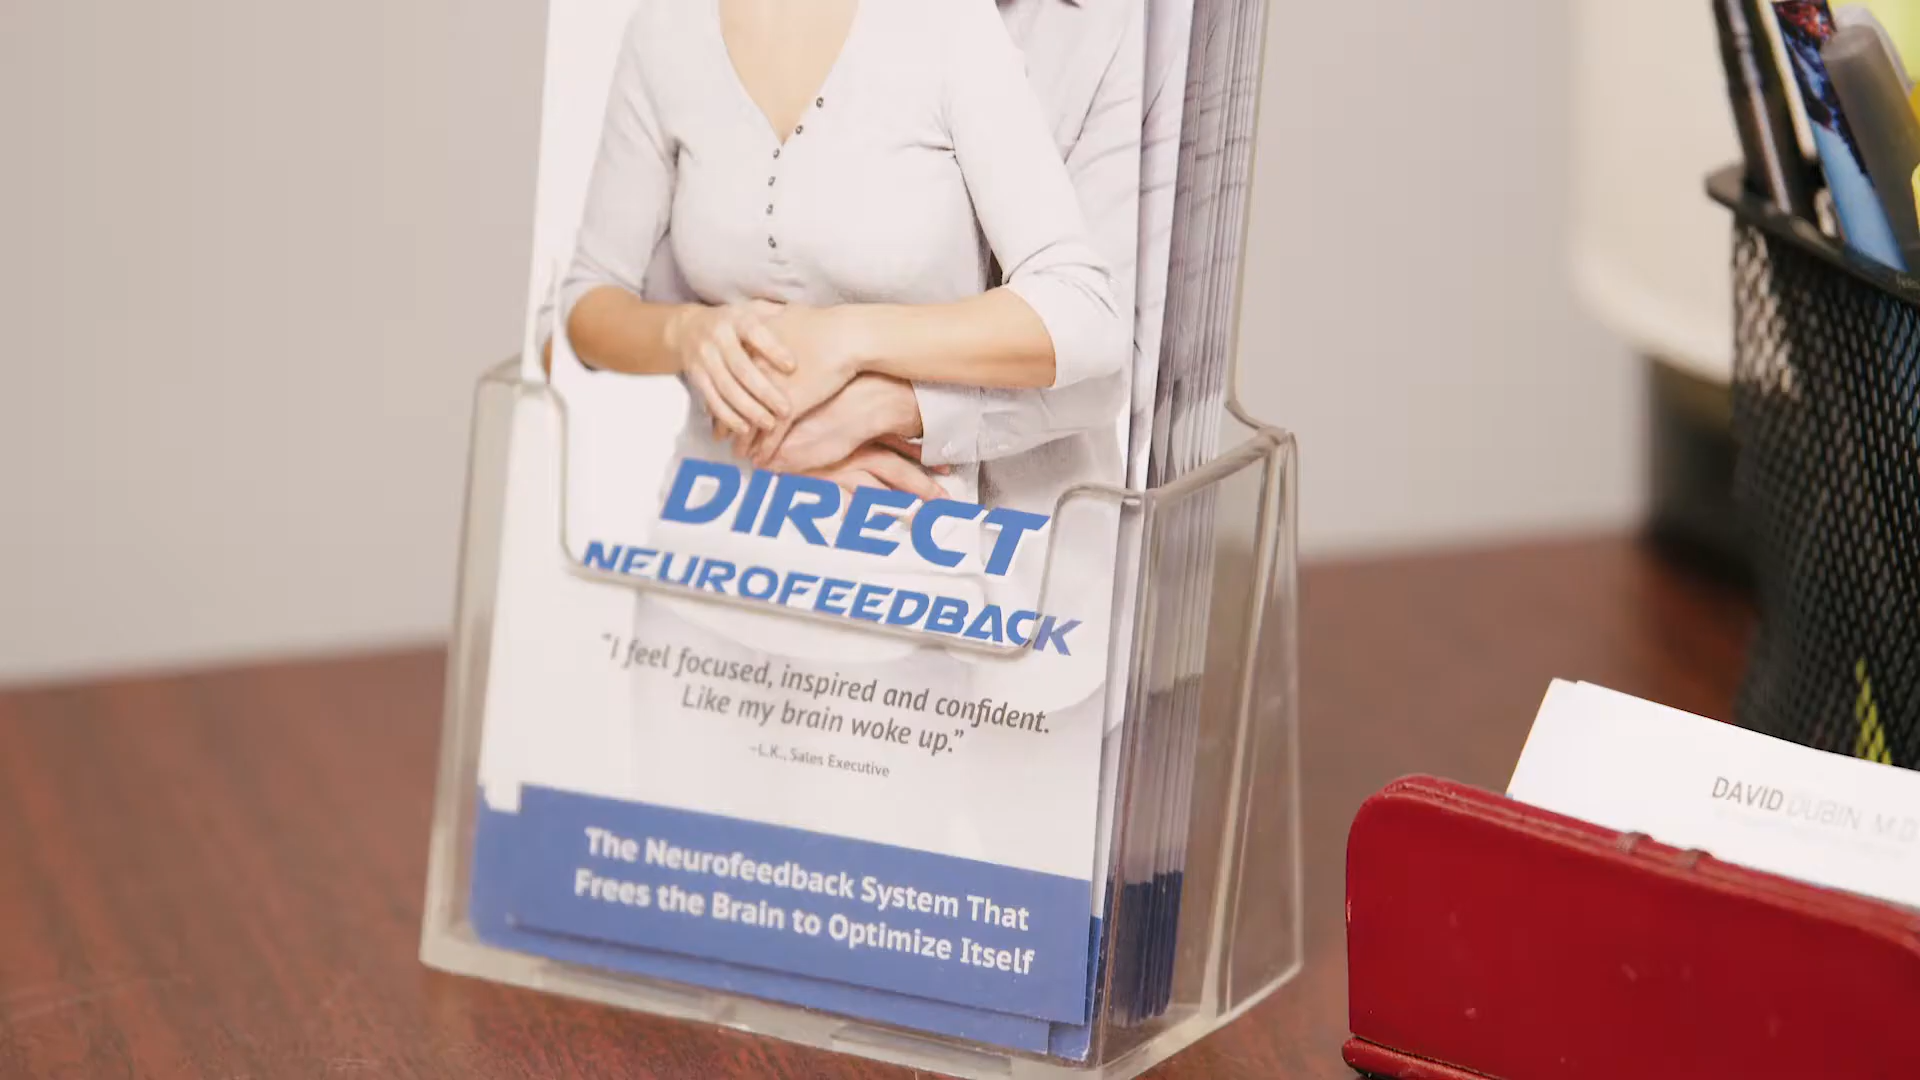 DIRECT
NEUROFEEDBACK
"I feel focused, inspired and confident.
Like my brain woke up."
–L.K., Sales Executive
The Neurofeedback System That
Frees the Brain to Optimize Itself
DAVID DUBIN, M.D